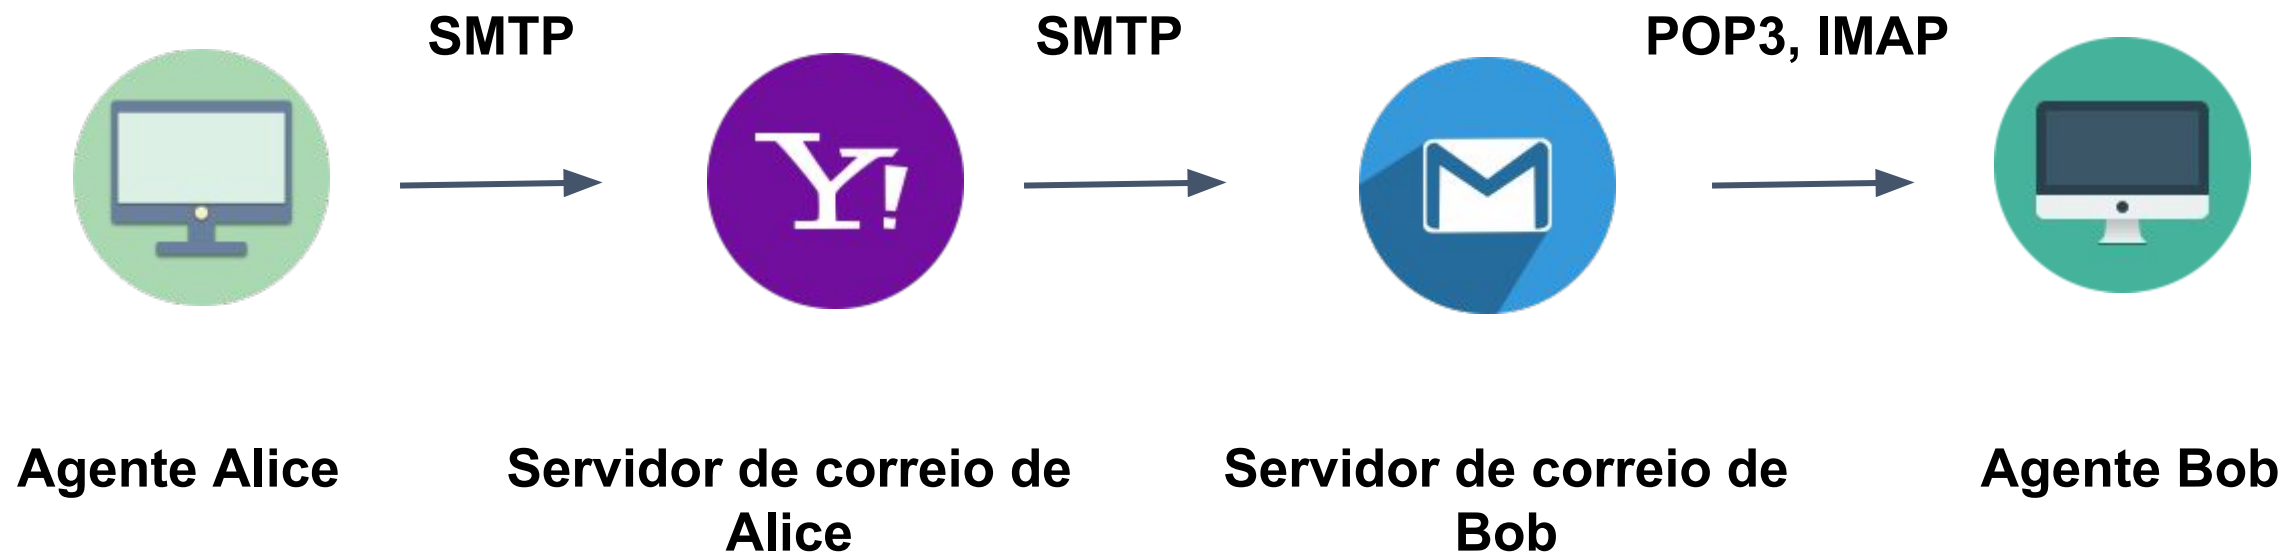 SMTP
SMTP
POP3, IMAP
Y!
Agente Alice
Servidor de correio de
Alice
Servidor de correio de
Bob
Agente Bob